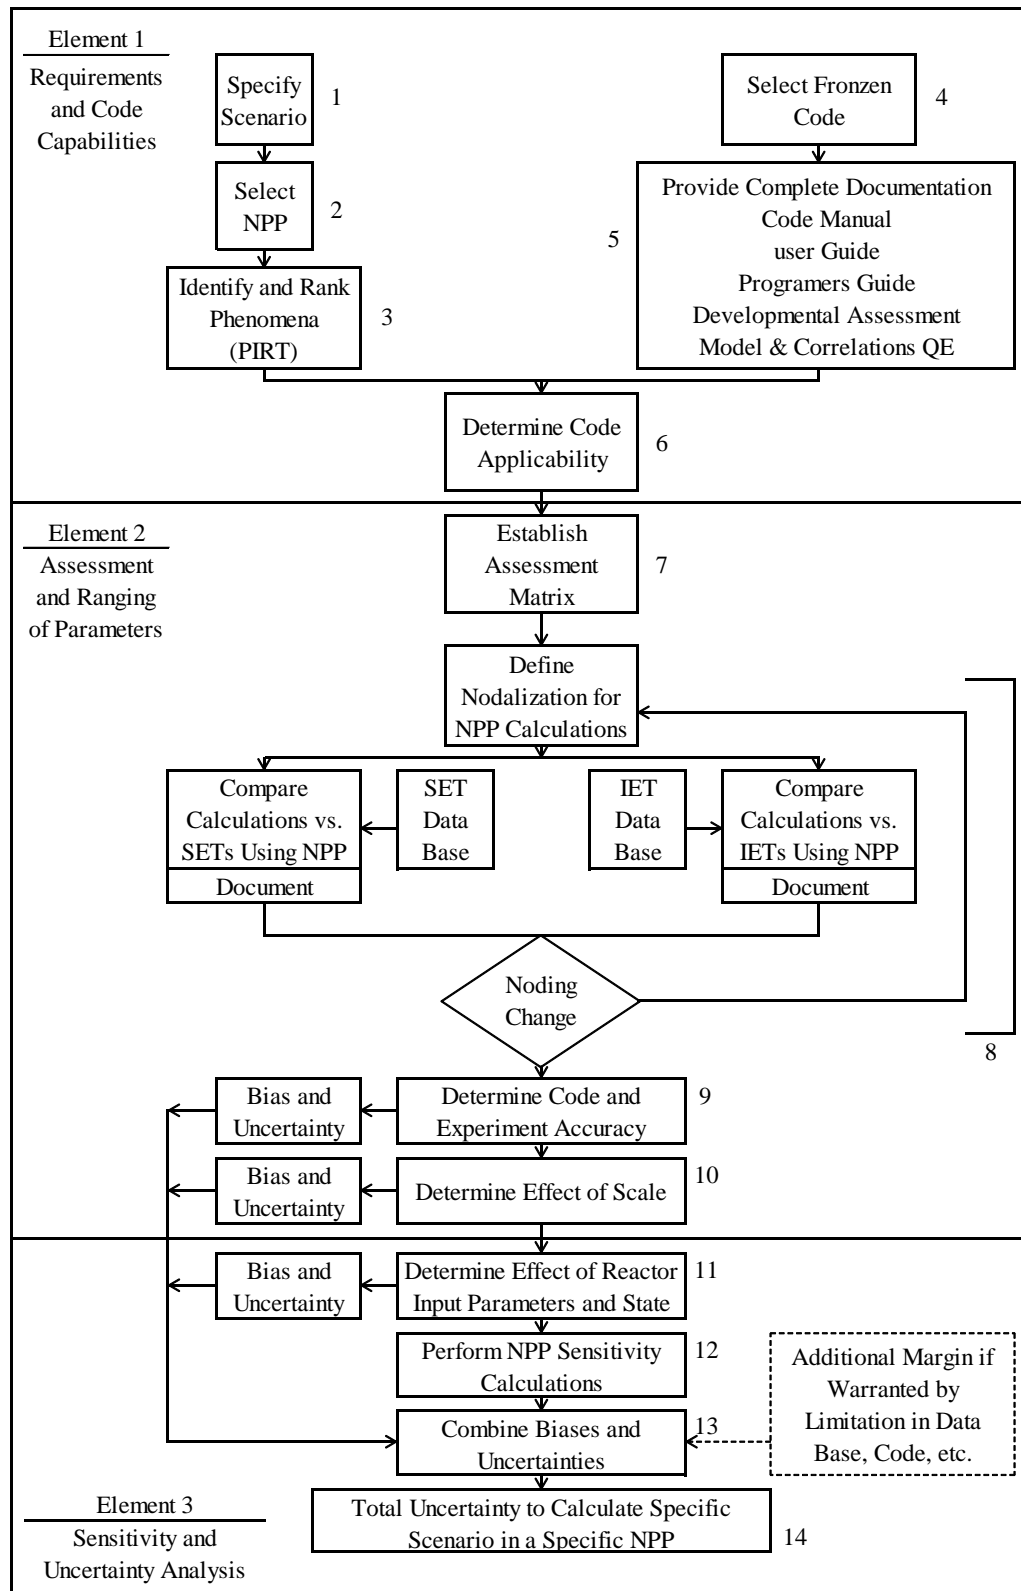 Element 1
Requirements
and Code
Capabilities
Specify
Scenario
1
Select
NPP
2
Identify and Rank
Phenomena
(PIRT)
3
Select Fronzen
Code
4
Provide Complete Documentation
Code Manual
user Guide
Programers Guide
Developmental Assessment
Model & Correlations QE
5
Determine Code
Applicability
6
Element 2
Assessment
and Ranging
of Parameters
Establish
Assessment
Matrix
7
Define
Nodalization for
NPP Calculations
Compare
Calculations vs.
SETs Using NPP
Document
SET
Data
Base
IET
Data
Base
Compare
Calculations vs.
IETs Using NPP
Document
Noding
Change
8
Bias and
Uncertainty
Determine Code and
Experiment Accuracy
9
Bias and
Uncertainty
Determine Effect of Scale
10
Bias and
Uncertainty
Determine Effect of Reactor
Input Parameters and State
11
Perform NPP Sensitivity
Calculations
12
Combine Biases and
Uncertainties
13
Additional Margin if
Warranted by
Limitation in Data
Base, Code, etc.
Element 3
Sensitivity and
Uncertainty Analysis
Total Uncertainty to Calculate Specific
Scenario in a Specific NPP
14